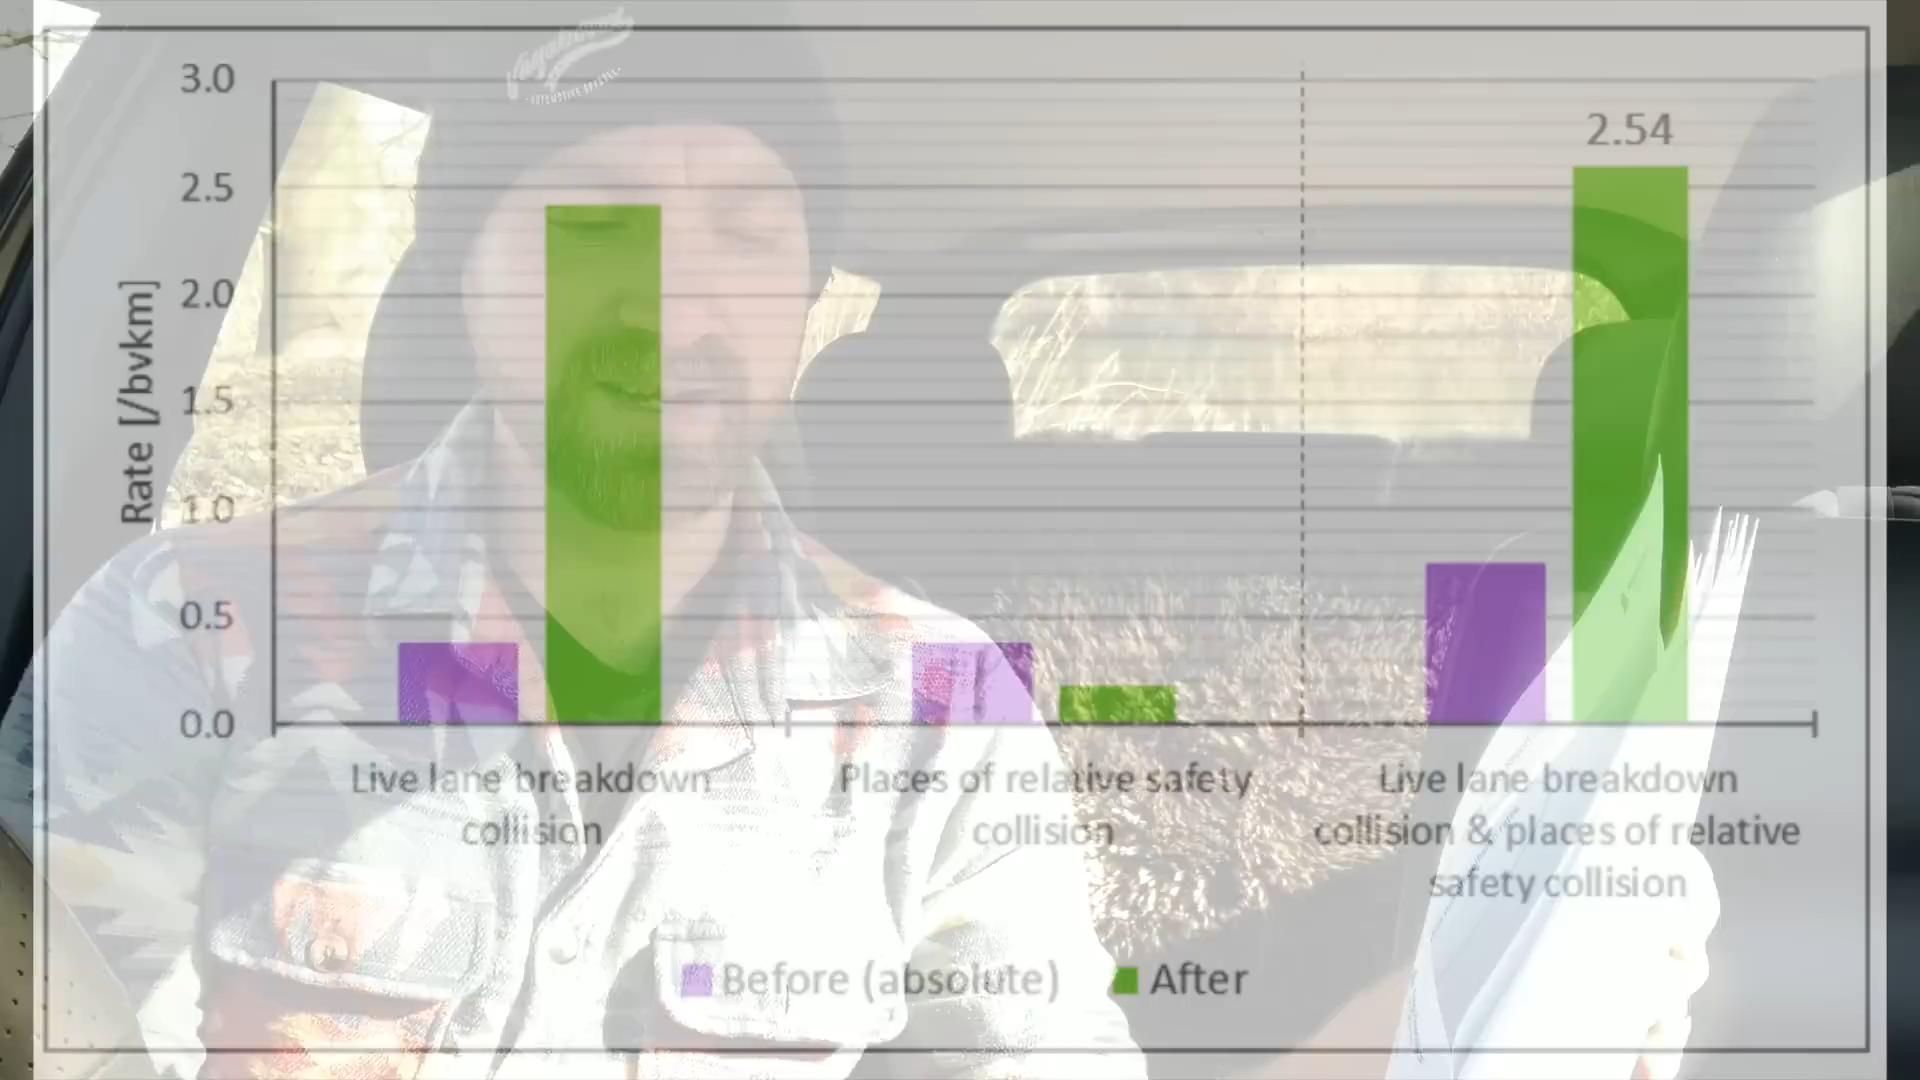 3.0
2.54
2.5
2.0
1.5
1.0
0.5
0.0
Rate [/bvkm]
Live lane breakdown
collision
Places of relative safety
collision
Live lane breakdown
collision & places of relative
safety collision
Before (absolute)
After